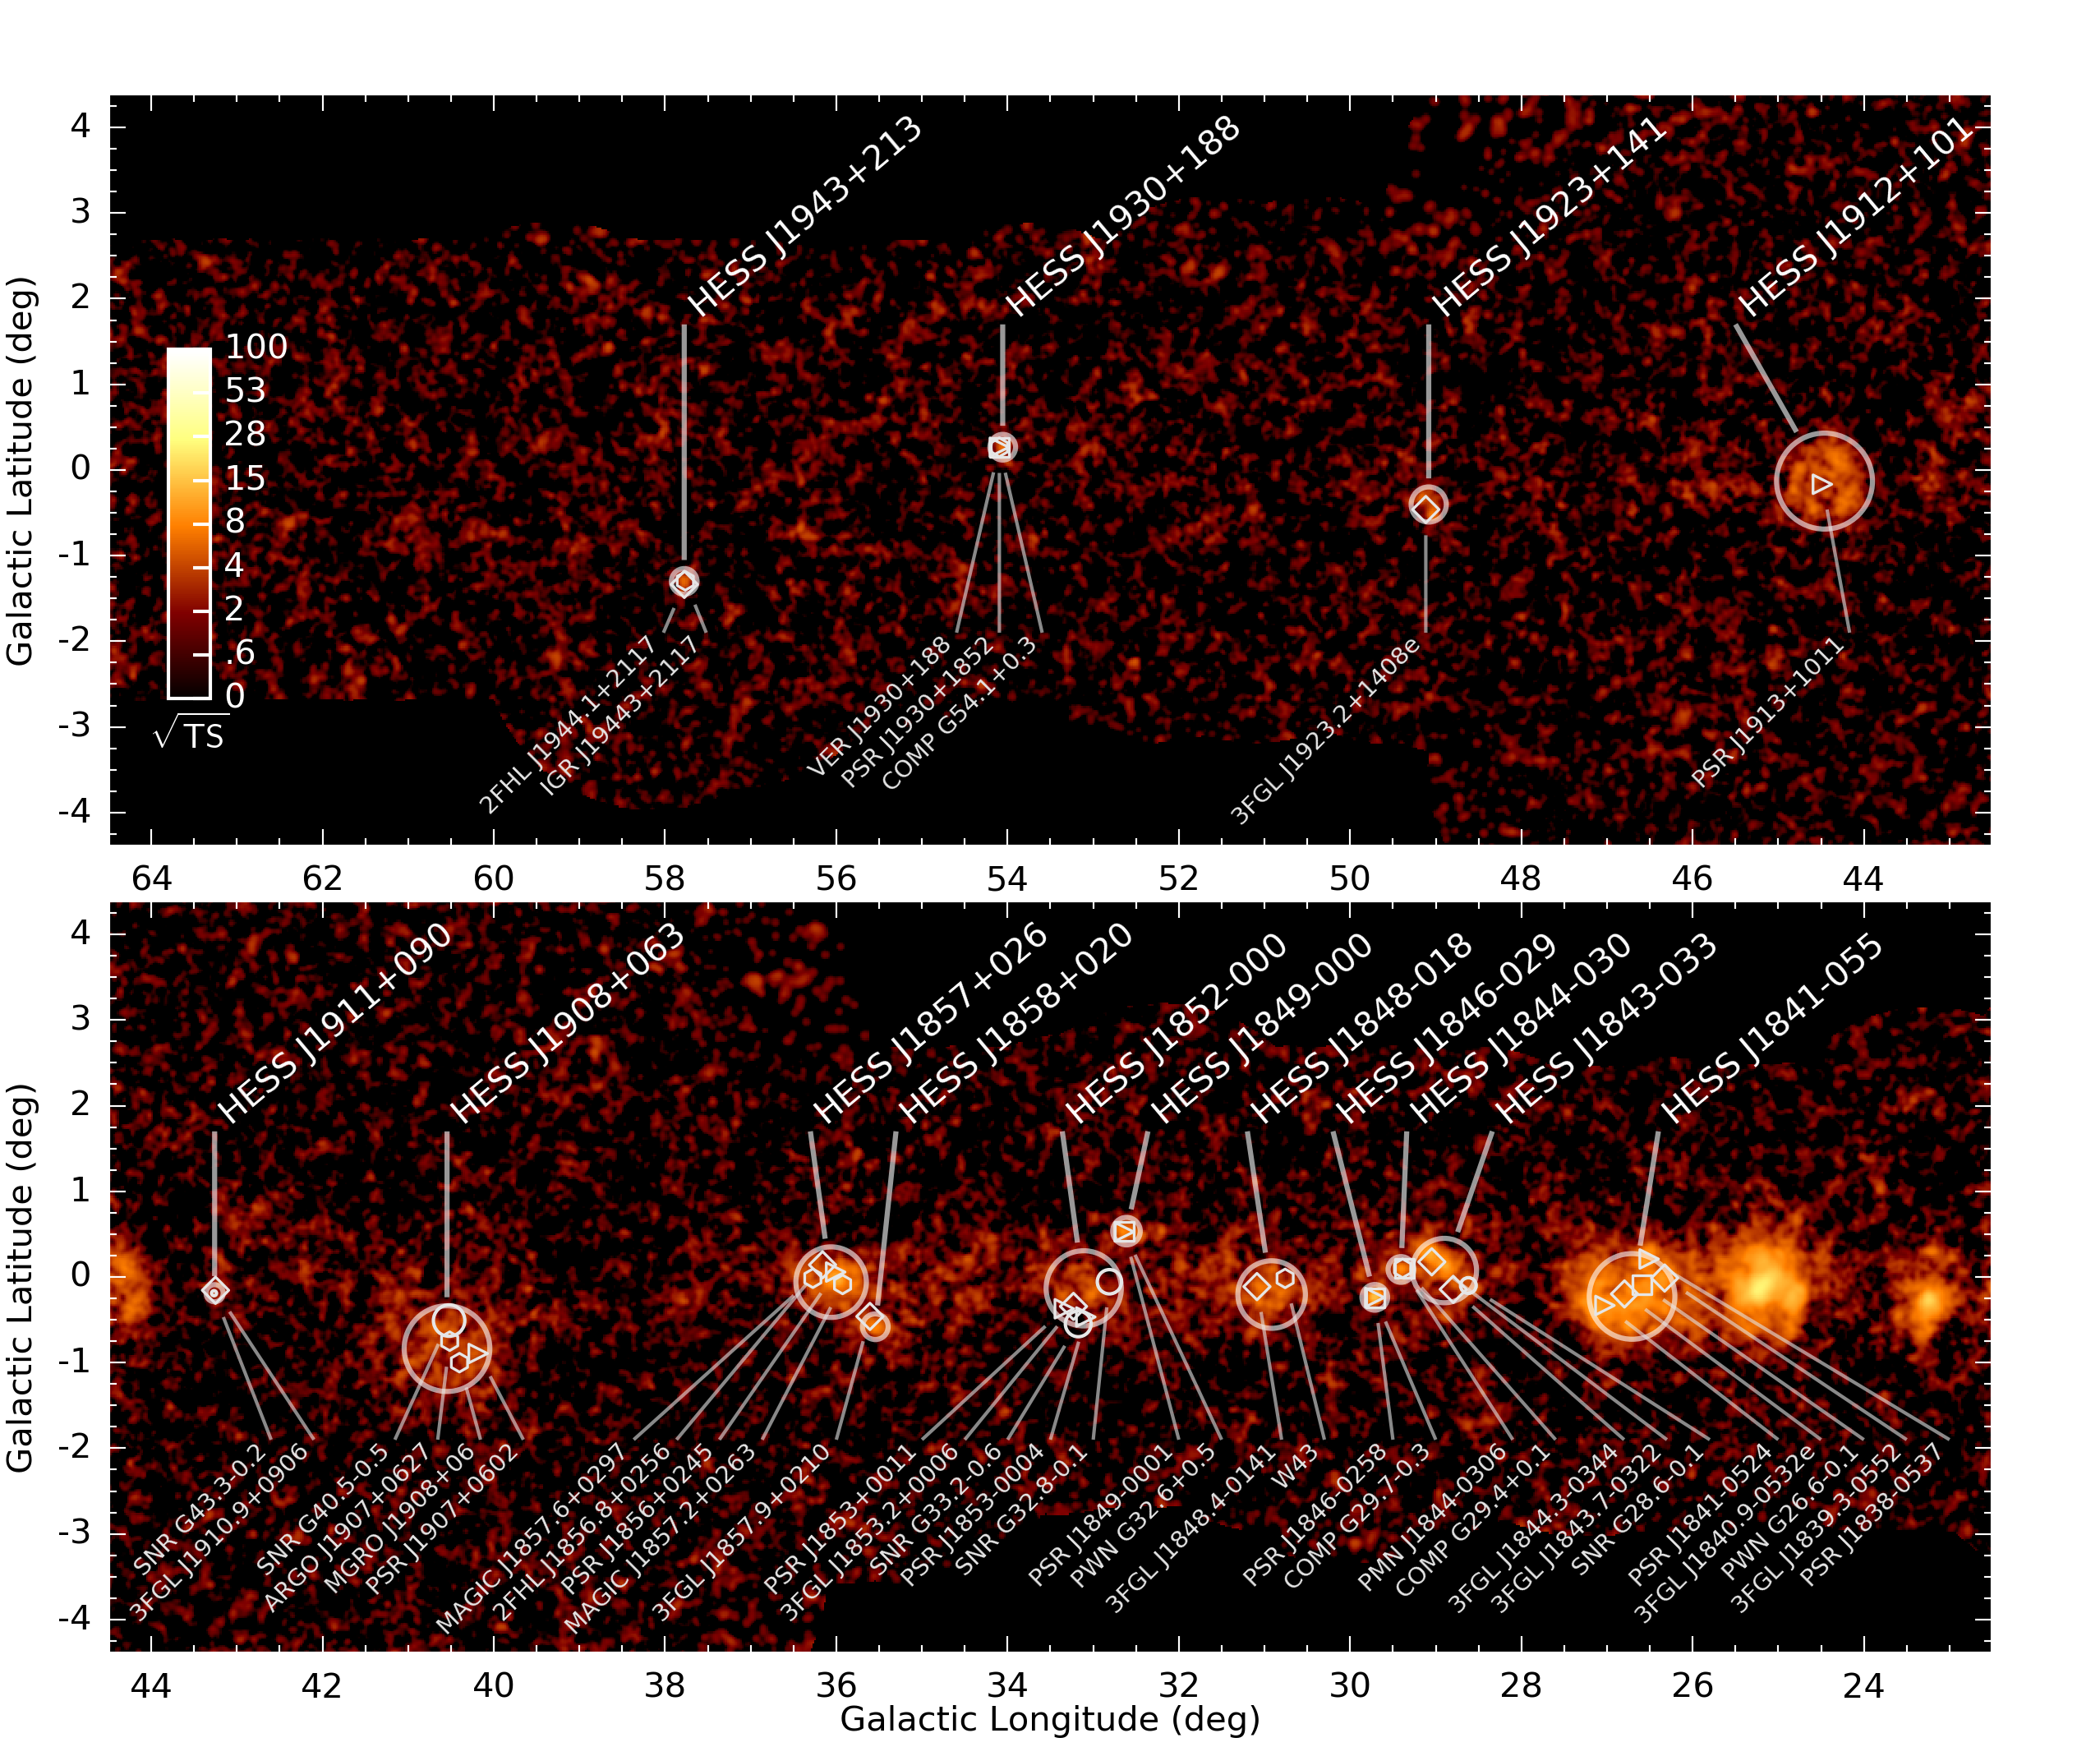 Galactic Latitude (deg)
4
3
2
1
0
-1
-2
-3
-4
HESS J1943+213
HESS J1930+188
HESS J1923+141
HESS J1912+101
100
53
28
15
8
4
2
.6
0
√TS
2FHL J1944.1+2117
IGR J19443+2117
VER J1930+188
PSR J1930+1852
COMP G54.1+0.3
3FGL J1923.2+1408e
PSR J1913+1011
64 62 60 58 56 54 52 50 48 46 44
Galactic Latitude (deg)
4
3
2
1
0
-1
-2
-3
-4
HESS J1911+090
HESS J1908+063
HESS J1857+026
HESS J1858+020
HESS J1852-000
HESS J1849-000
HESS J1848-018
HESS J1846-029
HESS J1844-030
HESS J1843-033
HESS J1841-055
SNR G43.3-0.2
3FGL J1910.9+0906
SNR G40.5-0.5
ARGO J1907+0627
MGRO J1908+06
PSR J1907+0602
MAGIC J1857.6+0297
2FHL J1856.8+0256
PSR J1856+0245
MAGIC J1857.2+0263
3FGL J1857.9+0210
PSR J1853+0011
3FGL J1853.2+0006
SNR G33.2-0.6
PSR J1853-0004
SNR G32.8-0.1
PSR J1849-0001
PWN G32.6+0.5
3FGL J1848.4-0141
W43
PSR J1846-0258
COMP G29.7-0.3
PMN J1844-0306
COMP G29.4+0.1
3FGL J1844.3-0344
3FGL J1843.7-0322
SNR G28.6-0.1
PSR J1841-0524
3FGL J1840.9-0532e
PWN G26.6-0.1
3FGL J1839.3-0552
PSR J1838-0537
44 42 40 38 36 34 32 30 28 26 24
Galactic Longitude (deg)